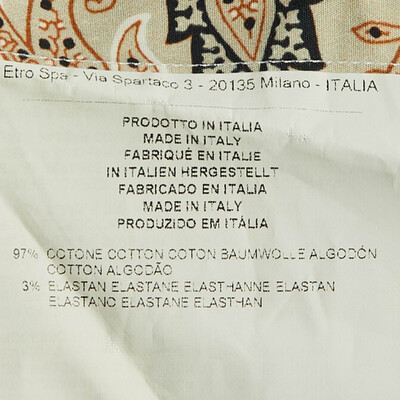 Etro Spa - Via Spartaco 3 - 20135 Milano - ITALIA
PRODOTTO IN ITALIA
MADE IN ITALY
FABRIQUÉ EN ITALIE
IN ITALIEN HERGESTELLT
FABRICADO EN ITALIA
MADE IN ITALY
PRODUZIDO EM ITÁLIA
97% COTONE COTTON COTON BAUMWOLLE ALGODÓN
COTTON ALGODÃO
3% ELASTAN ELASTANE ELASTHANNE ELASTAN
ELASTANO ELASTANE ELASTHAN